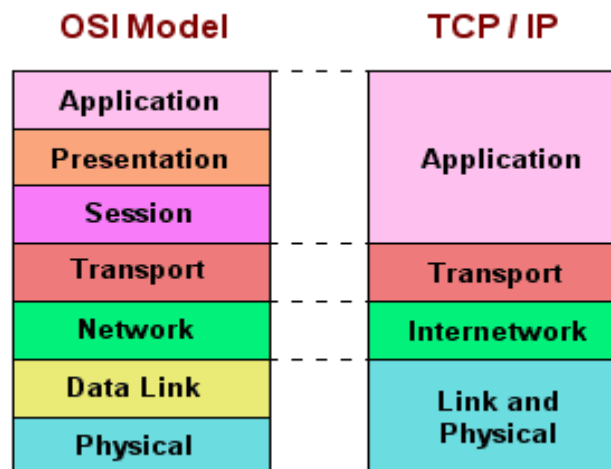 OSI Model
TCP / IP
Application
Presentation
Session
Transport
Network
Data Link
Physical
Application
Transport
Internetwork
Link and
Physical